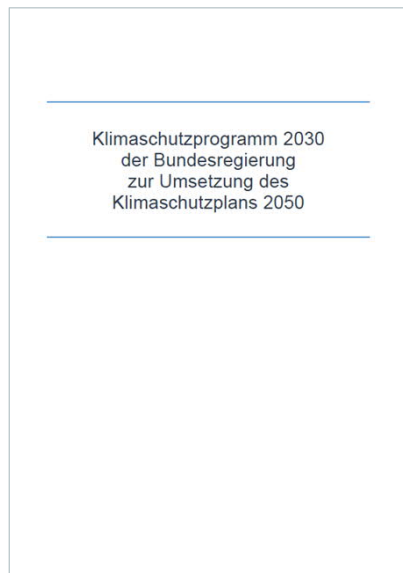 Klimaschutzprogramm 2030
der Bundesregierung
zur Umsetzung des
Klimaschutzplans 2050